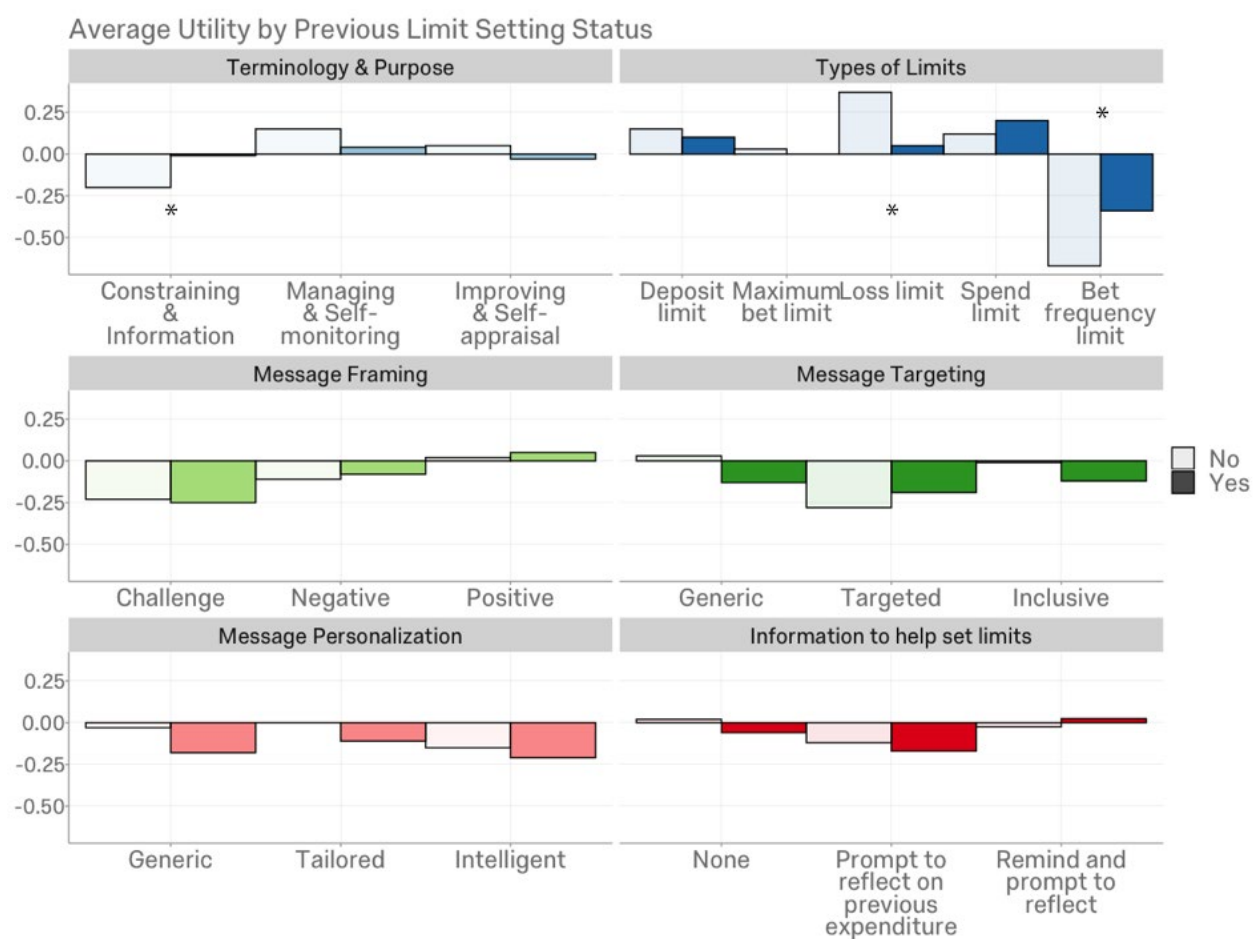 Average Utility by Previous Limit Setting Status
Terminology & Purpose
Types of Limits
0.25
0.00
-0.25
-0.50
*
*
*
Constraining
&
Information
Managing
& Self-
monitoring
Improving
& Self-
appraisal
Deposit
limit
Maximum
bet limit
Loss limit
Spend
limit
Bet
frequency
limit
Message Framing
Message Targeting
0.25
0.00
-0.25
-0.50
No
Yes
Challenge
Negative
Positive
Generic
Targeted
Inclusive
Message Personalization
Information to help set limits
0.25
0.00
-0.25
-0.50
Generic
Tailored
Intelligent
None
Prompt to
reflect on
previous
expenditure
Remind and
prompt to
reflect